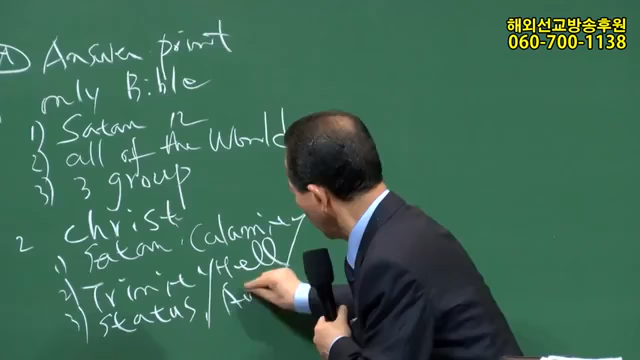 해외선교방송후원
060-700-1138
A Answer print
only Bible
1) Satan 12
2) all of the World
3) 3 group
2 christ
1) Satan, Calamity
2) Trinity / Hell /
3) Status /